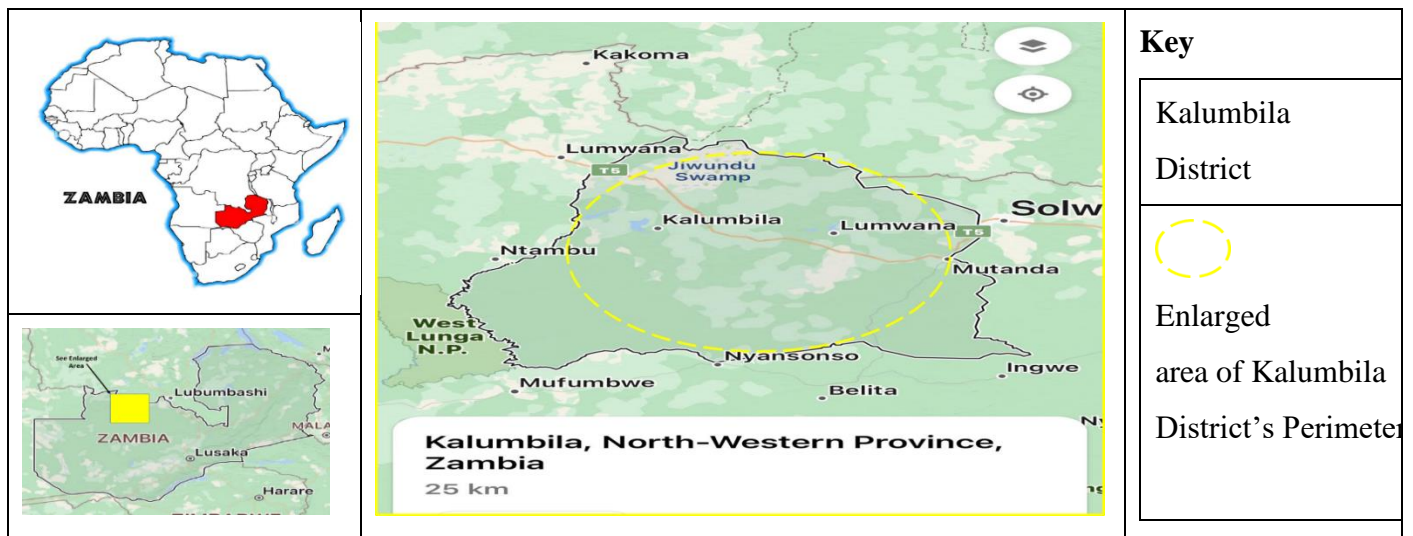 ZAMBIA
See Enlarged
Area
Lubumbashi
ZAMBIA
MALA
Lusaka
Harare
Kakoma
Lumwana
T5
Jiwundu
Swamp
Kalumbila
Lumwana
Solw
T5
Ntambu
Mutanda
West
Lunga
N.P.
Nyansonso
Ingwe
Mufumbwe
Belita
Kalumbila, North-Western Province,
Zambia
25 km
Key
Kalumbila
District
Enlarged
area of Kalumbila
District's Perimeter